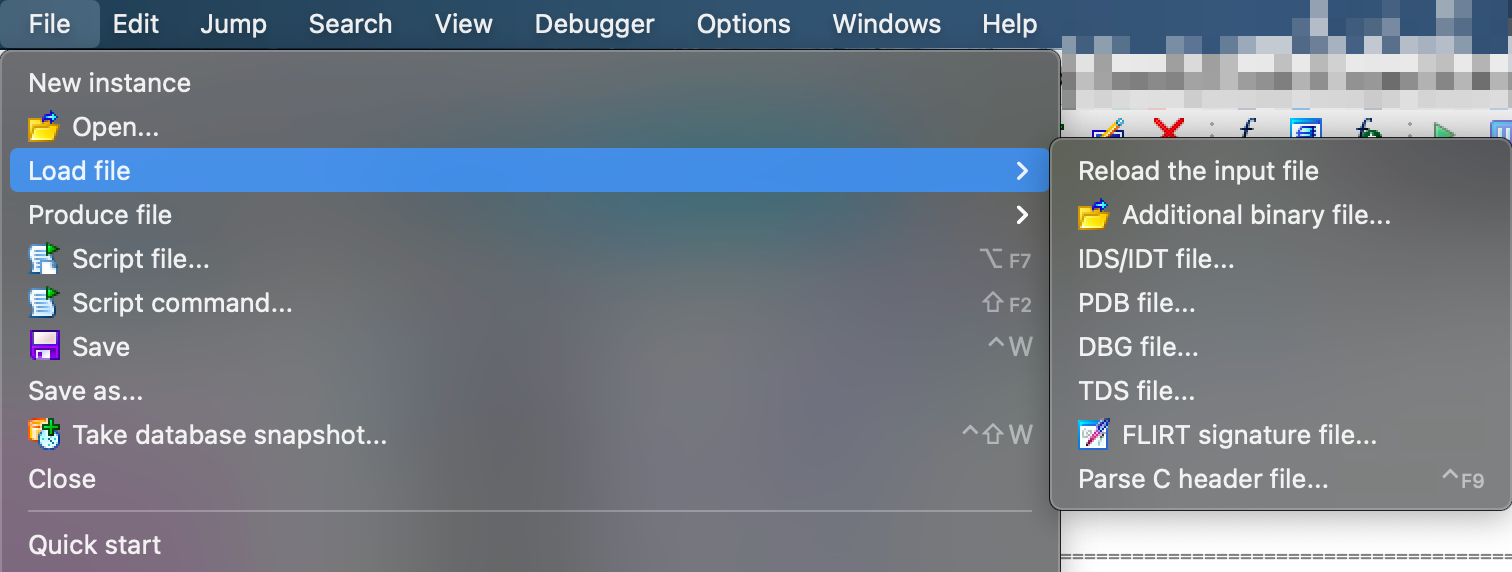 File Edit Jump Search View Debugger Options Windows Help
New instance
Open...
Load file
Produce file
Script file... ⌥ F7
Script command... ⇧ F2
Save ^ W
Save as...
Take database snapshot... ^ ⇧ W
Close
Quick start
Reload the input file
Additional binary file...
IDS/IDT file...
PDB file...
DBG file...
TDS file...
FLIRT signature file...
Parse C header file... ^ F9